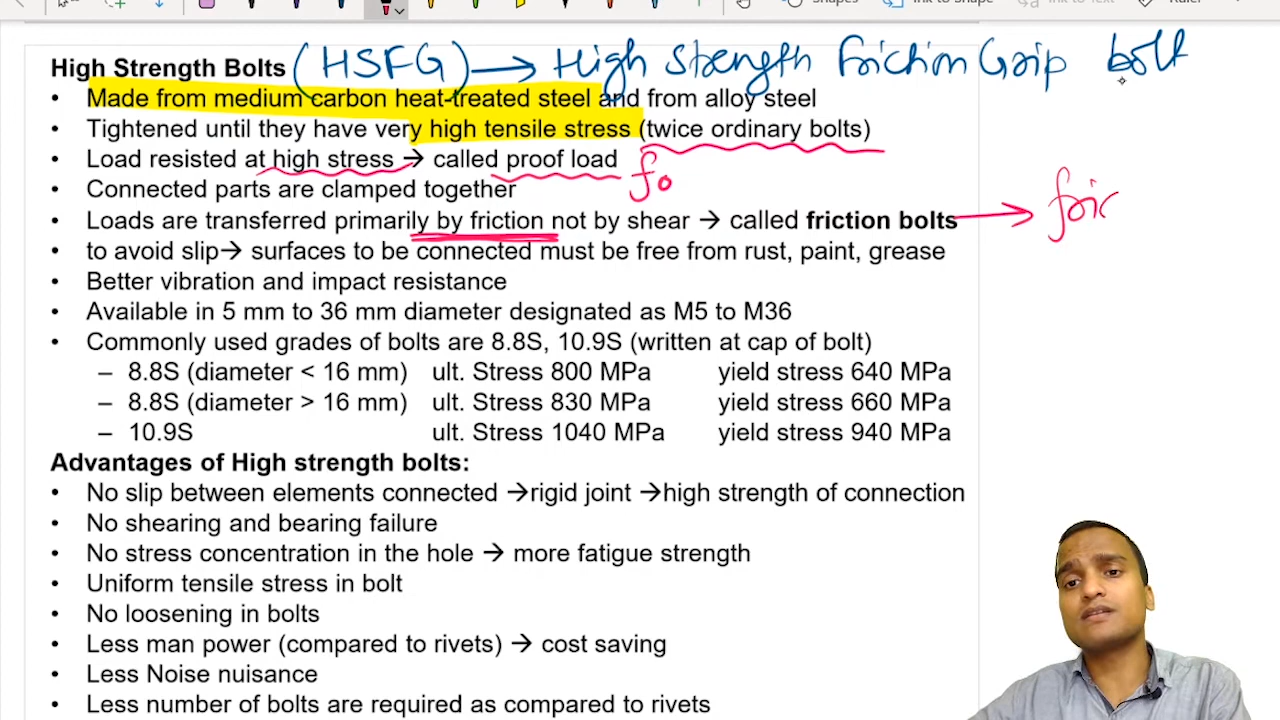 Shapes Ink to Shape Ink to Text Ruler
High Strength Bolts (HSFG) → High Strength Friction Grip bolt
• Made from medium carbon heat-treated steel and from alloy steel
• Tightened until they have very high tensile stress (twice ordinary bolts)
• Load resisted at high stress → called proof load
fo
• Connected parts are clamped together
• Loads are transferred primarily by friction not by shear → called friction bolts → fric
• to avoid slip→ surfaces to be connected must be free from rust, paint, grease
• Better vibration and impact resistance
• Available in 5 mm to 36 mm diameter designated as M5 to M36
• Commonly used grades of bolts are 8.8S, 10.9S (written at cap of bolt)
– 8.8S (diameter < 16 mm) ult. Stress 800 MPa yield stress 640 MPa
– 8.8S (diameter > 16 mm) ult. Stress 830 MPa yield stress 660 MPa
– 10.9S ult. Stress 1040 MPa yield stress 940 MPa
Advantages of High strength bolts:
• No slip between elements connected →rigid joint →high strength of connection
• No shearing and bearing failure
• No stress concentration in the hole → more fatigue strength
• Uniform tensile stress in bolt
• No loosening in bolts
• Less man power (compared to rivets) → cost saving
• Less Noise nuisance
• Less number of bolts are required as compared to rivets